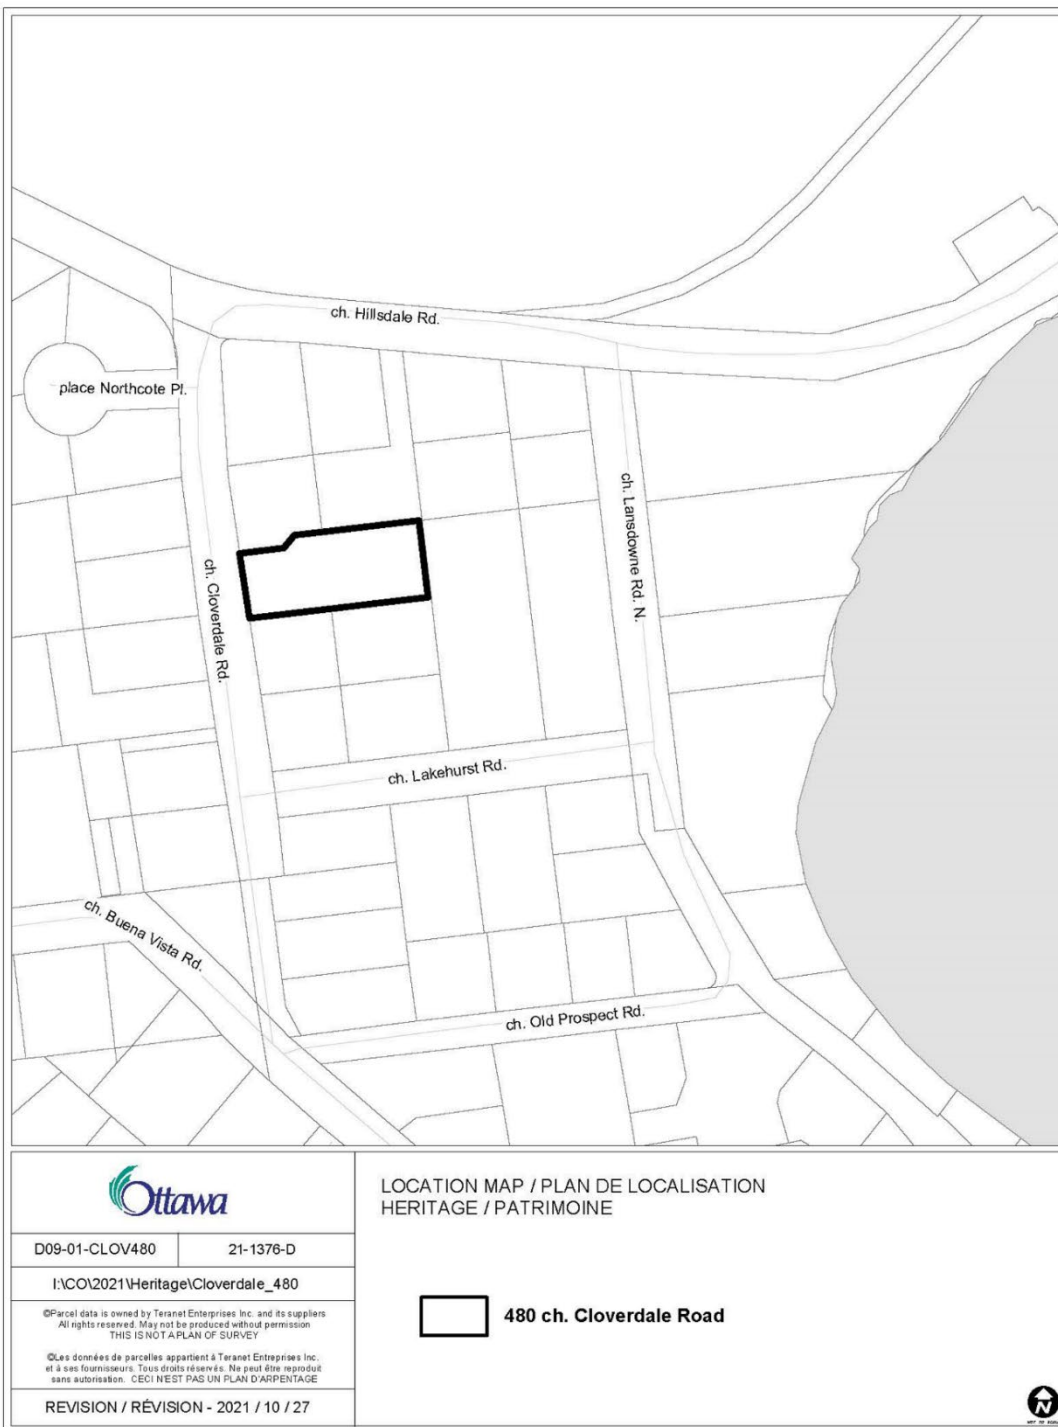 ch. Hillsdale Rd.
place Northcote Pl.
ch. Lansdowne Rd. N.
ch. Cloverdale Rd.
ch. Lakehurst Rd.
ch. Buena Vista Rd.
ch. Old Prospect Rd.
Ottawa
D09-01-CLOV480
21-1376-D
I:\CO\2021\Heritage\Cloverdale_480
©Parcel data is owned by Teranet Enterprises Inc. and its suppliers
All rights reserved. May not be produced without permission
THIS IS NOT A PLAN OF SURVEY
©Les données de parcelles appartient à Teranet Entreprises Inc.
et à ses fournisseurs. Tous droits réservés. Ne peut être reproduit
sans autorisation. CECI N'EST PAS UN PLAN D'ARPENTAGE
REVISION / RÉVISION - 2021 / 10 / 27
LOCATION MAP / PLAN DE LOCALISATION
HERITAGE / PATRIMOINE
480 ch. Cloverdale Road
N